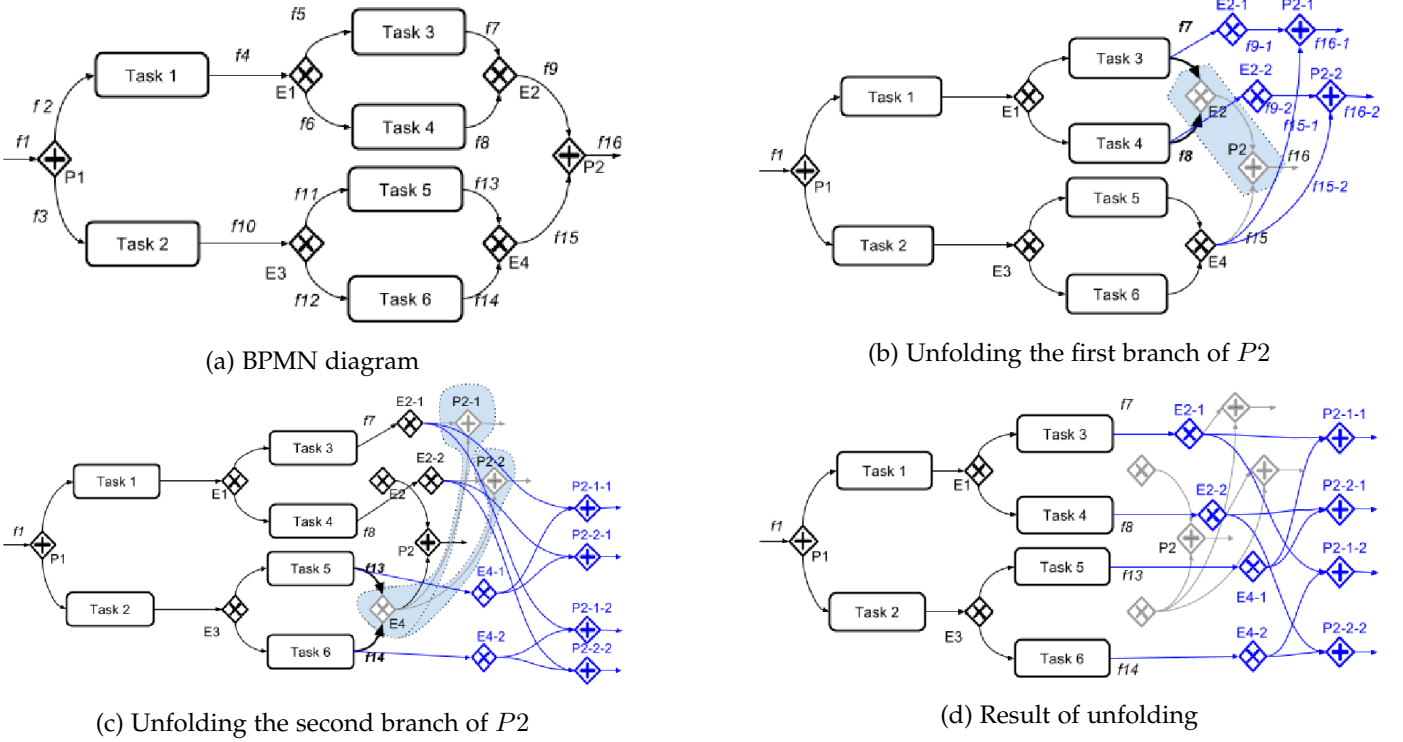 f5 f7
Task 3
f4 f9
Task 1
E1 E2
f2 f6 f8
Task 4
f1 f16
P1 P2
f3 f11 Task 5 f13
f10 f15
Task 2
E3 E4
f12 Task 6 f14
(a) BPMN diagram
E2-1 P2-1
f7
f9-1 f16-1
Task 3 E2-2 P2-2
Task 1
E1 E2 f9-2 f16-2
f15-1
Task 4
f8 P2
f1 f16
P1
f15-2
Task 5
Task 2 f15
E3 E4
Task 6
(b) Unfolding the first branch of P2
E2-1 P2-1
f7
Task 3
E2-2 P2-2
Task 1
E1 E2 P2-1-1
Task 4
f1 f8 P2-2-1
P1 P2
Task 5 f13
E4-1
Task 2 P2-1-2
E3 E4
E4-2
Task 6 P2-2-2
f14
(c) Unfolding the second branch of P2
f7 E2-1
Task 3 P2-1-1
Task 1
E1 E2-2 P2-2-1
Task 4
f1 f8 P2
P1 P2-1-2
Task 5
f13
Task 2 E4-1
E3 E4-2 P2-2-2
Task 6
f14
(d) Result of unfolding